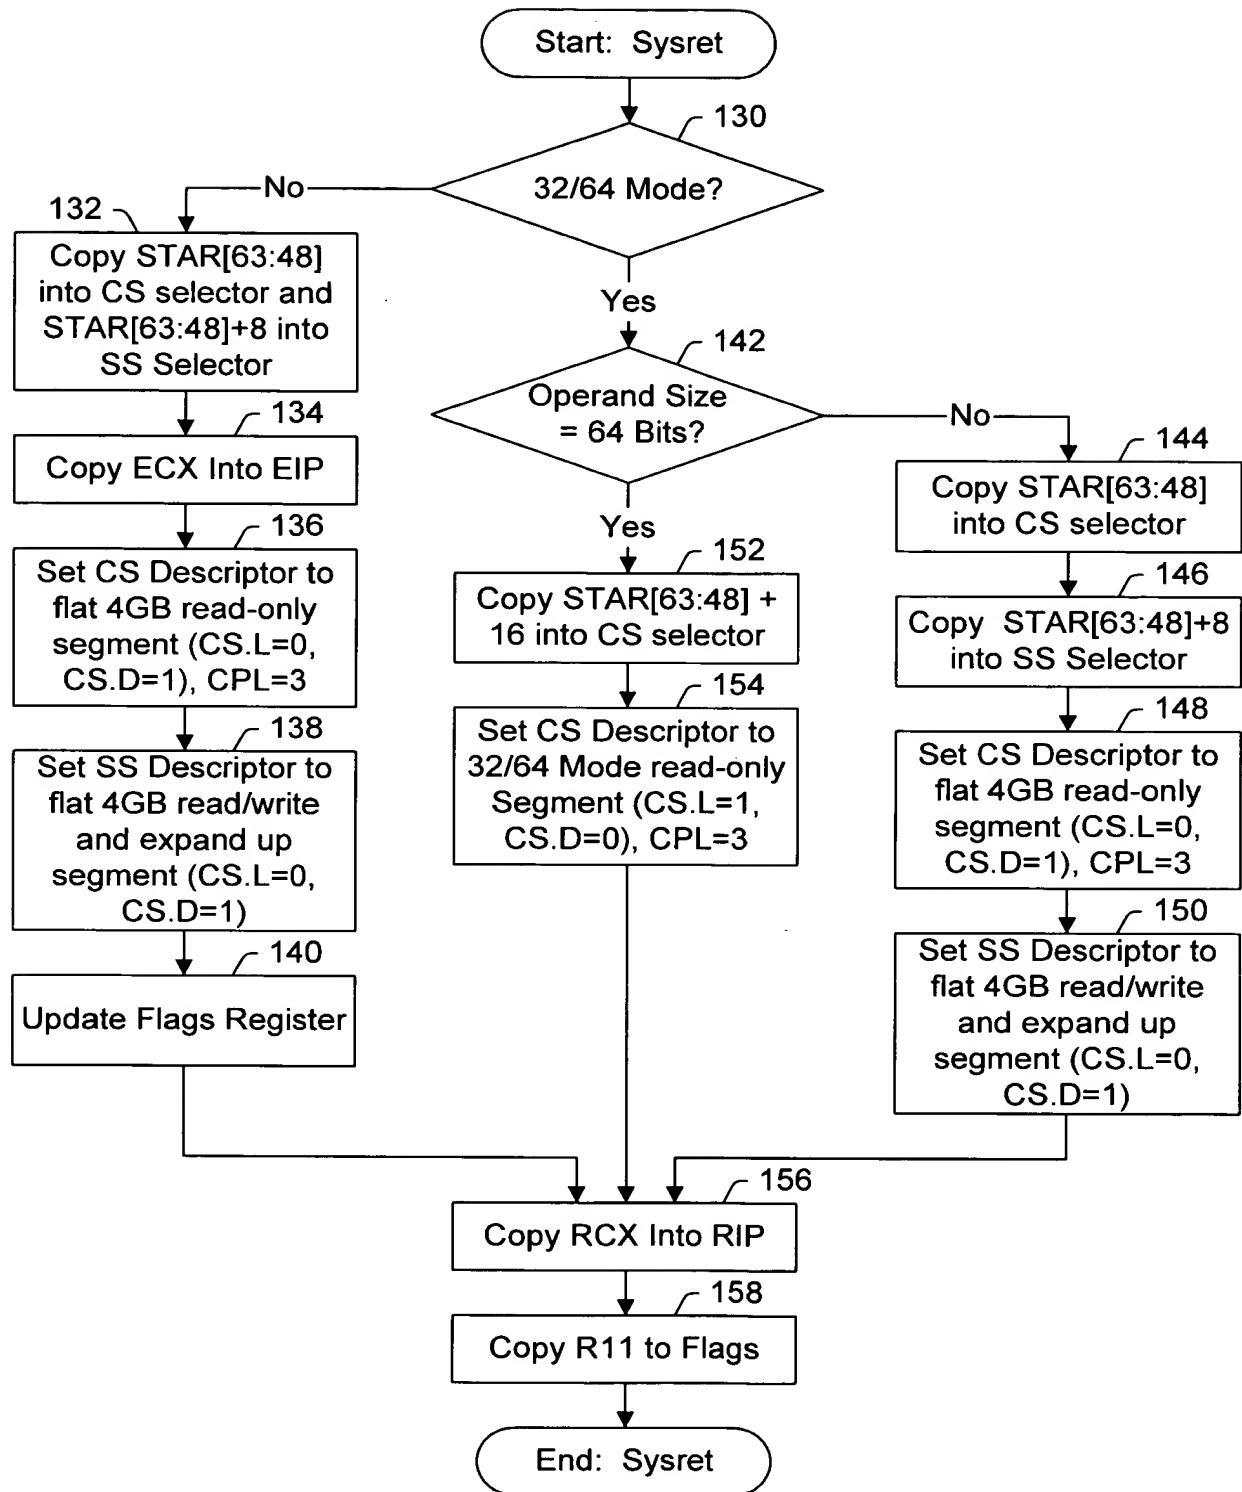 Start: Sysret
130
32/64 Mode?
No
Yes
132
Copy STAR[63:48]
into CS selector and
STAR[63:48]+8 into
SS Selector
134
Copy ECX Into EIP
136
Set CS Descriptor to
flat 4GB read-only
segment (CS.L=0,
CS.D=1), CPL=3
138
Set SS Descriptor to
flat 4GB read/write
and expand up
segment (CS.L=0,
CS.D=1)
140
Update Flags Register
142
Operand Size
= 64 Bits?
No
Yes
152
Copy STAR[63:48] +
16 into CS selector
154
Set CS Descriptor to
32/64 Mode read-only
Segment (CS.L=1,
CS.D=0), CPL=3
144
Copy STAR[63:48]
into CS selector
146
Copy STAR[63:48]+8
into SS Selector
148
Set CS Descriptor to
flat 4GB read-only
segment (CS.L=0,
CS.D=1), CPL=3
150
Set SS Descriptor to
flat 4GB read/write
and expand up
segment (CS.L=0,
CS.D=1)
156
Copy RCX Into RIP
158
Copy R11 to Flags
End: Sysret